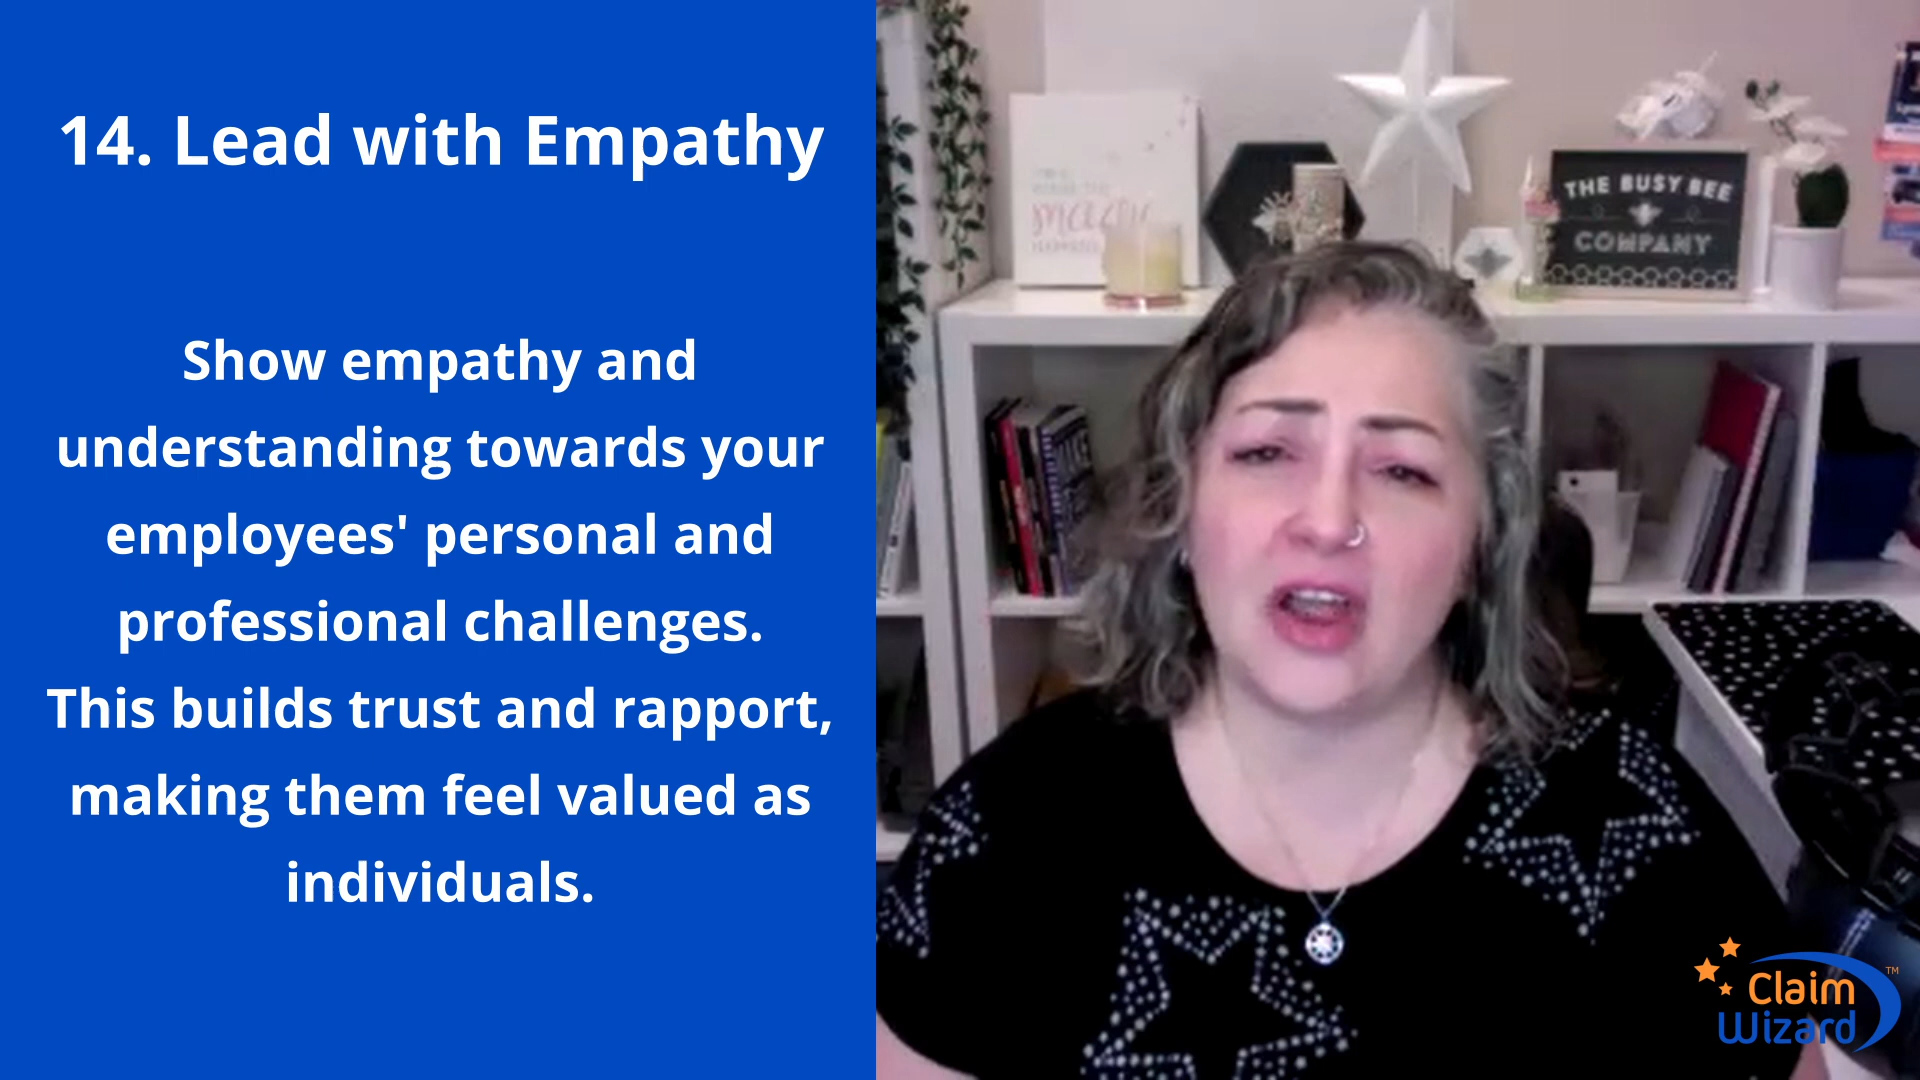 14. Lead with Empathy
Show empathy and
understanding towards your
employees' personal and
professional challenges.
This builds trust and rapport,
making them feel valued as
individuals.
THE BUSY BEE
COMPANY
Claim
Wizard
TM